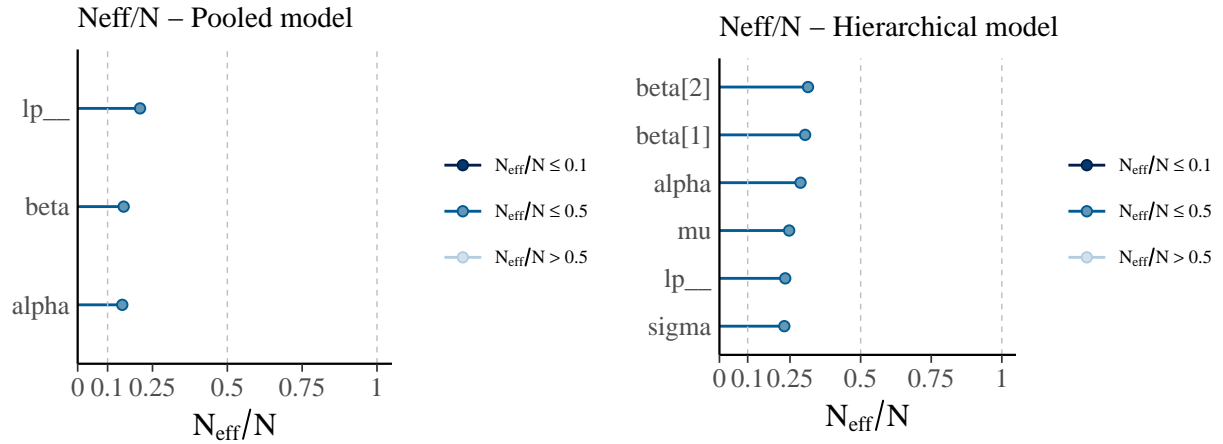 Neff/N – Pooled model
lp__
beta
alpha
0 0.1 0.25 0.5 0.75 1
Neff/N
Neff/N ≤ 0.1
Neff/N ≤ 0.5
Neff/N > 0.5
Neff/N – Hierarchical model
beta[2]
beta[1]
alpha
mu
lp__
sigma
0 0.1 0.25 0.5 0.75 1
Neff/N
Neff/N ≤ 0.1
Neff/N ≤ 0.5
Neff/N > 0.5